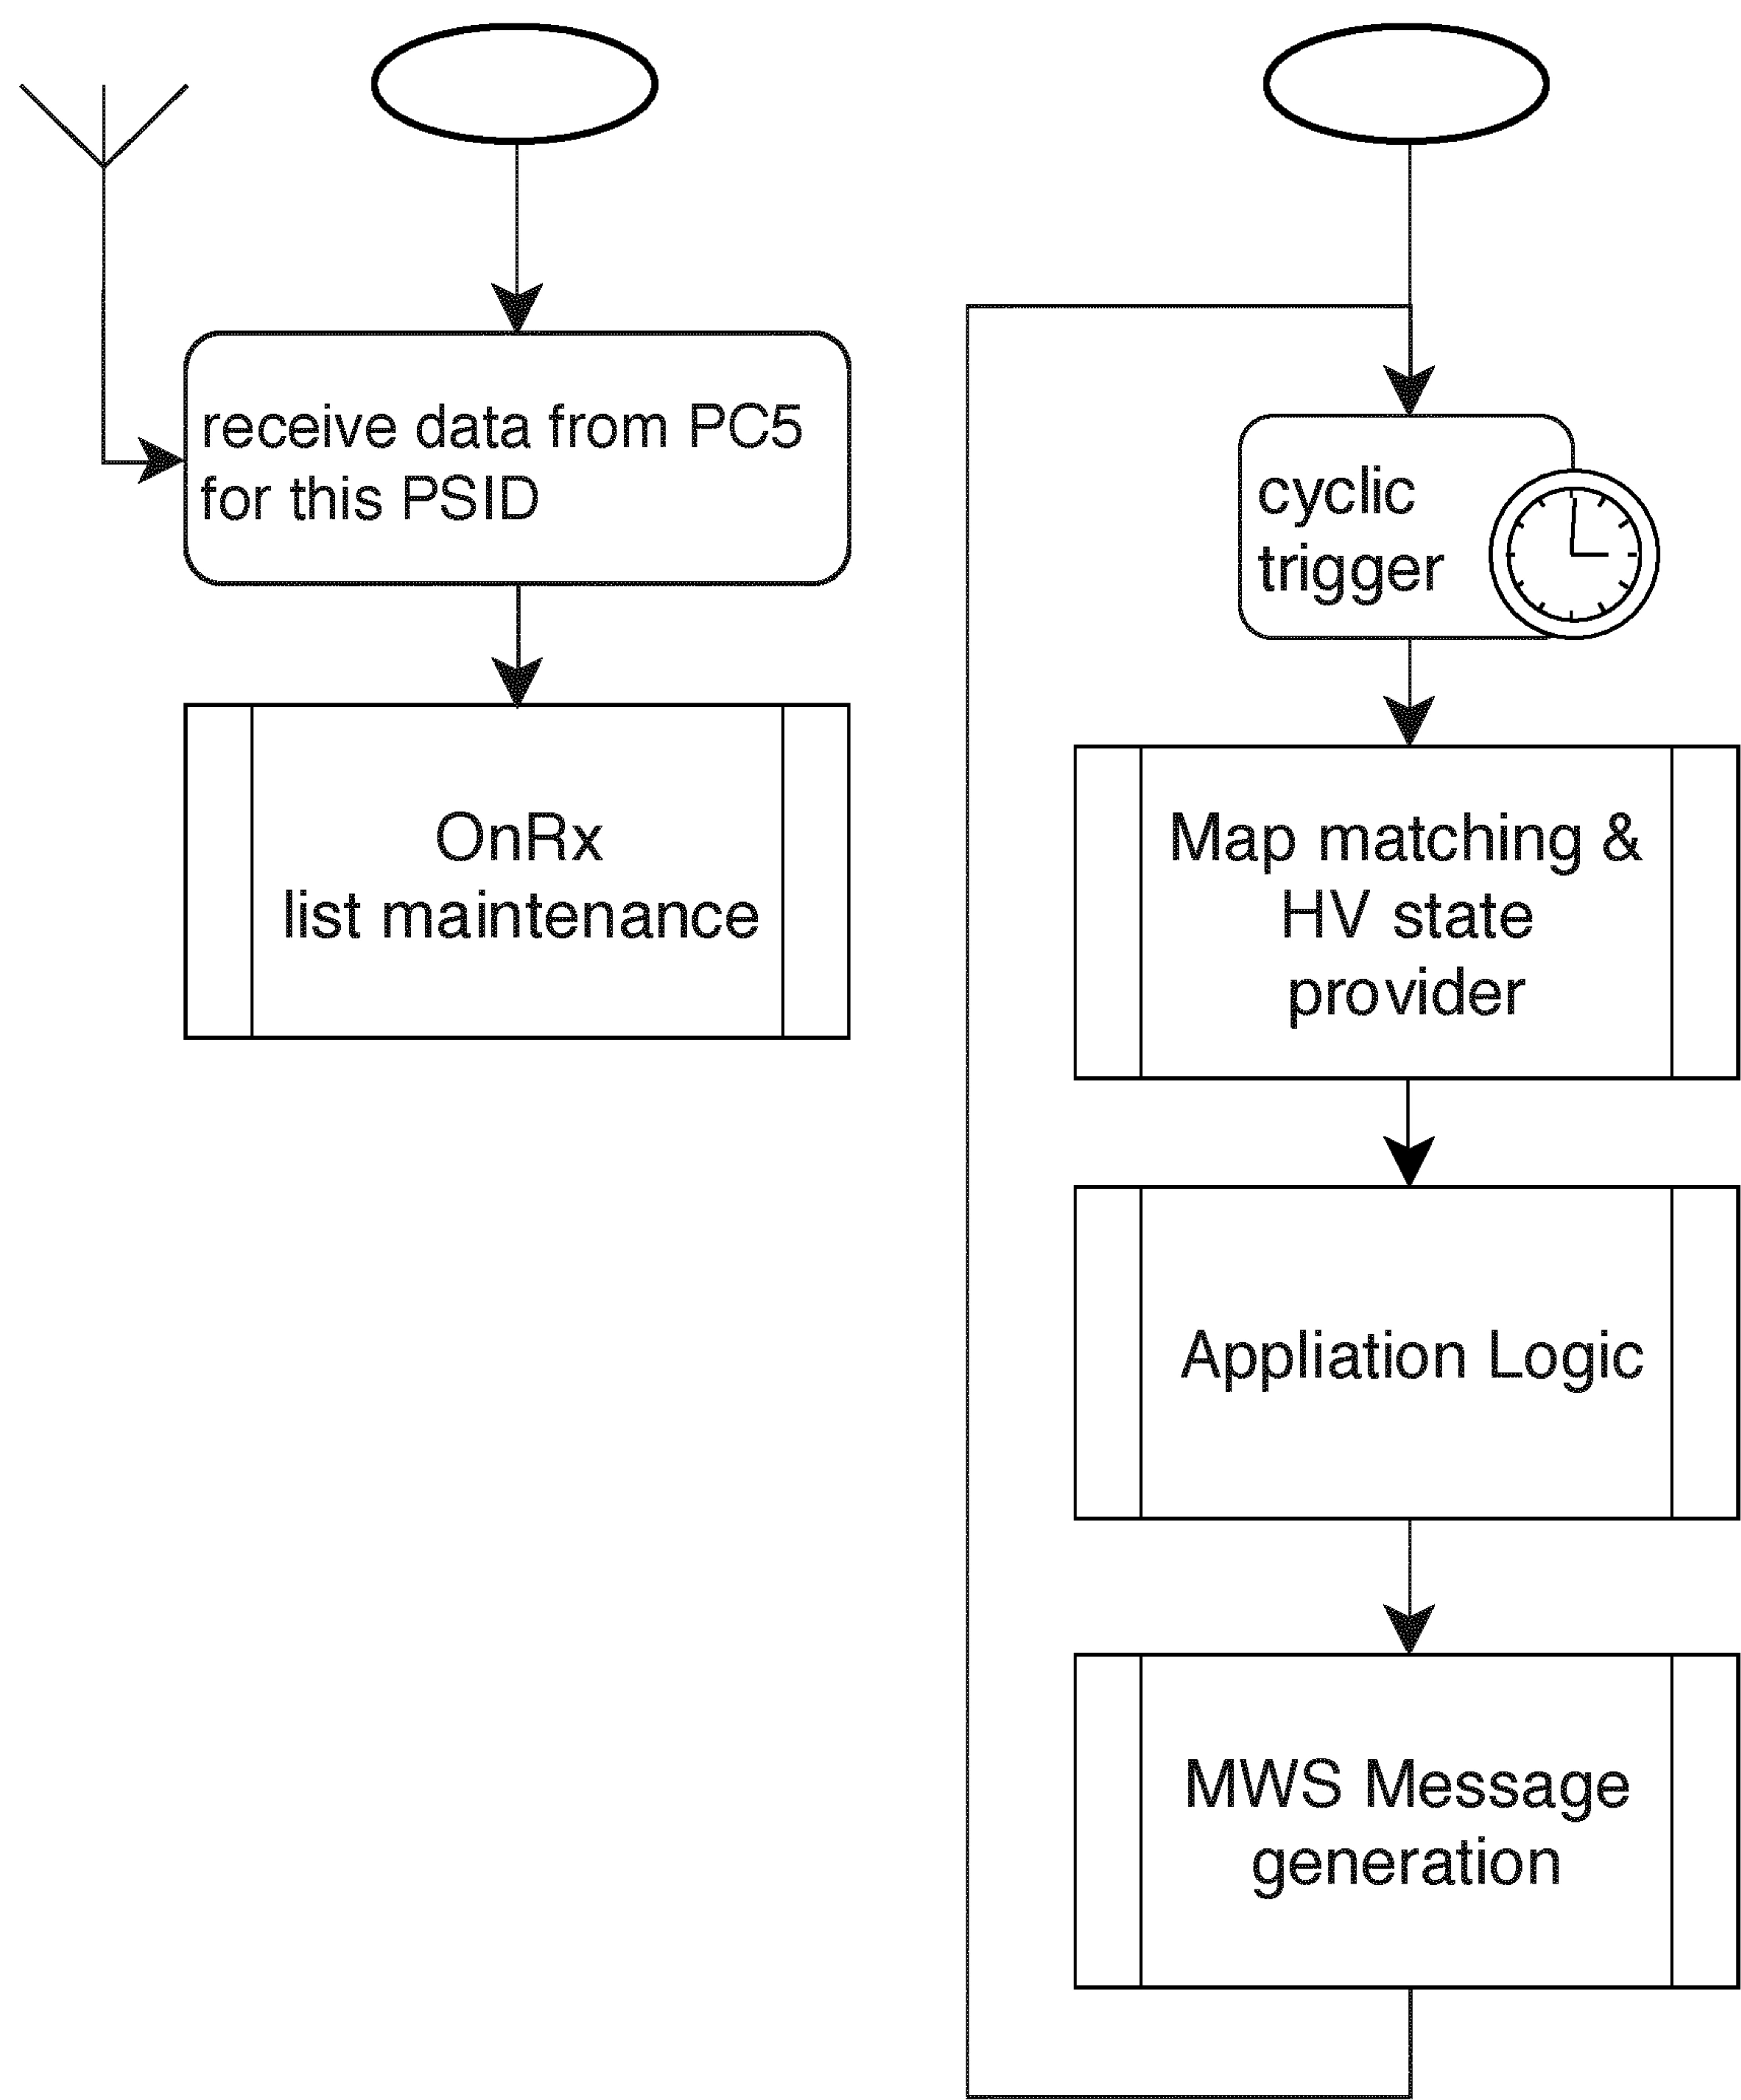 receive data from PC5
for this PSID
OnRx
list maintenance
cyclic
trigger
Map matching &
HV state
provider
Appliation Logic
MWS Message
generation